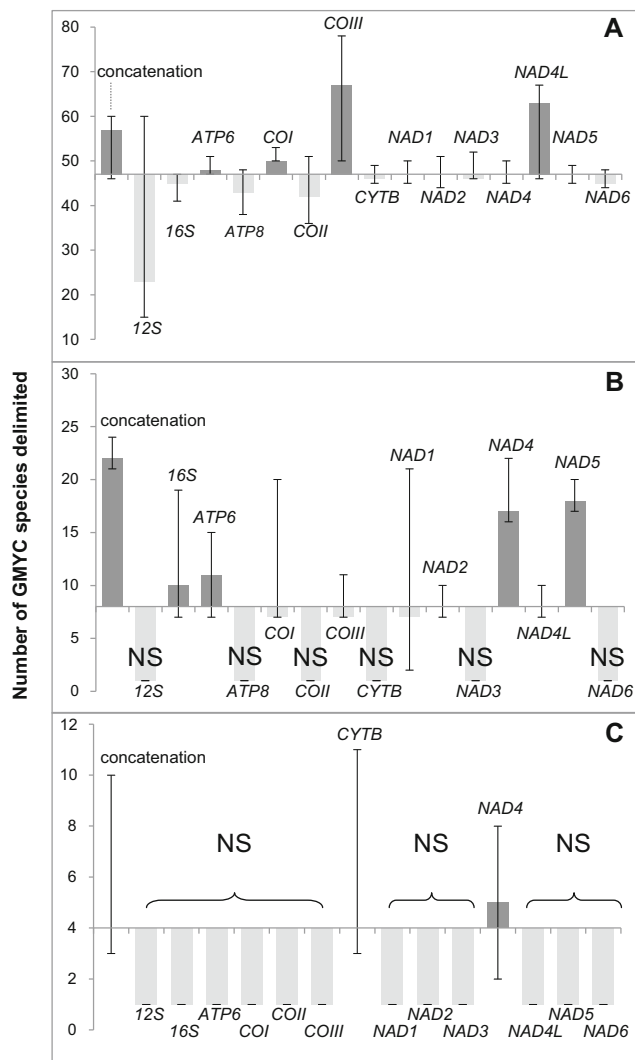 Number of GMYC species delimited
A
80
70
60
50
40
30
20
10
concatenation
12S
16S
ATP6
ATP8
COI
COII
COIII
CYTB
NAD1
NAD2
NAD3
NAD4
NAD4L
NAD5
NAD6
B
30
25
20
15
10
5
0
concatenation
NS
12S
16S
ATP6
NS
ATP8
COI
NS
COII
COIII
NS
CYTB
NAD1
NAD2
NS
NAD3
NAD4
NAD4L
NAD5
NS
NAD6
C
12
10
8
6
4
2
0
concatenation
NS
12S
16S
ATP6
COI
COII
COIII
CYTB
NS
NAD1
NAD2
NAD3
NAD4
NS
NAD4L
NAD5
NAD6